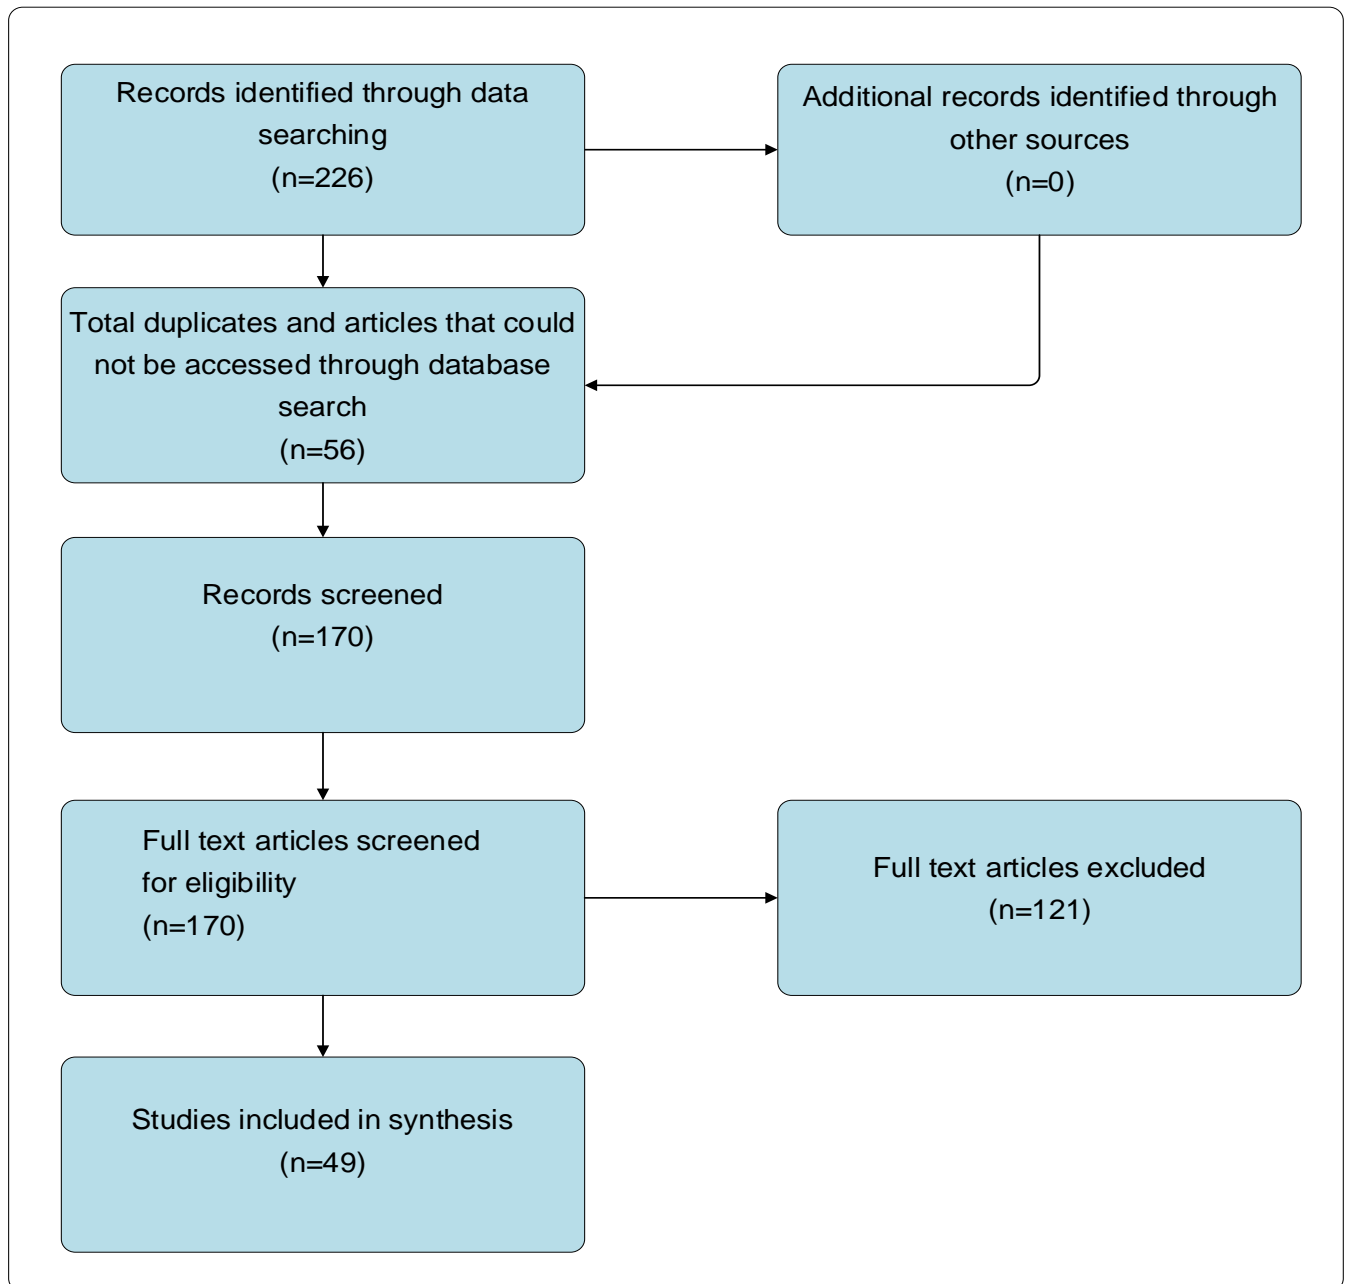 Records identified through data
searching
(n=226)
Additional records identified through
other sources
(n=0)
Total duplicates and articles that could
not be accessed through database
search
(n=56)
Records screened
(n=170)
Full text articles screened
for eligibility
(n=170)
Full text articles excluded
(n=121)
Studies included in synthesis
(n=49)